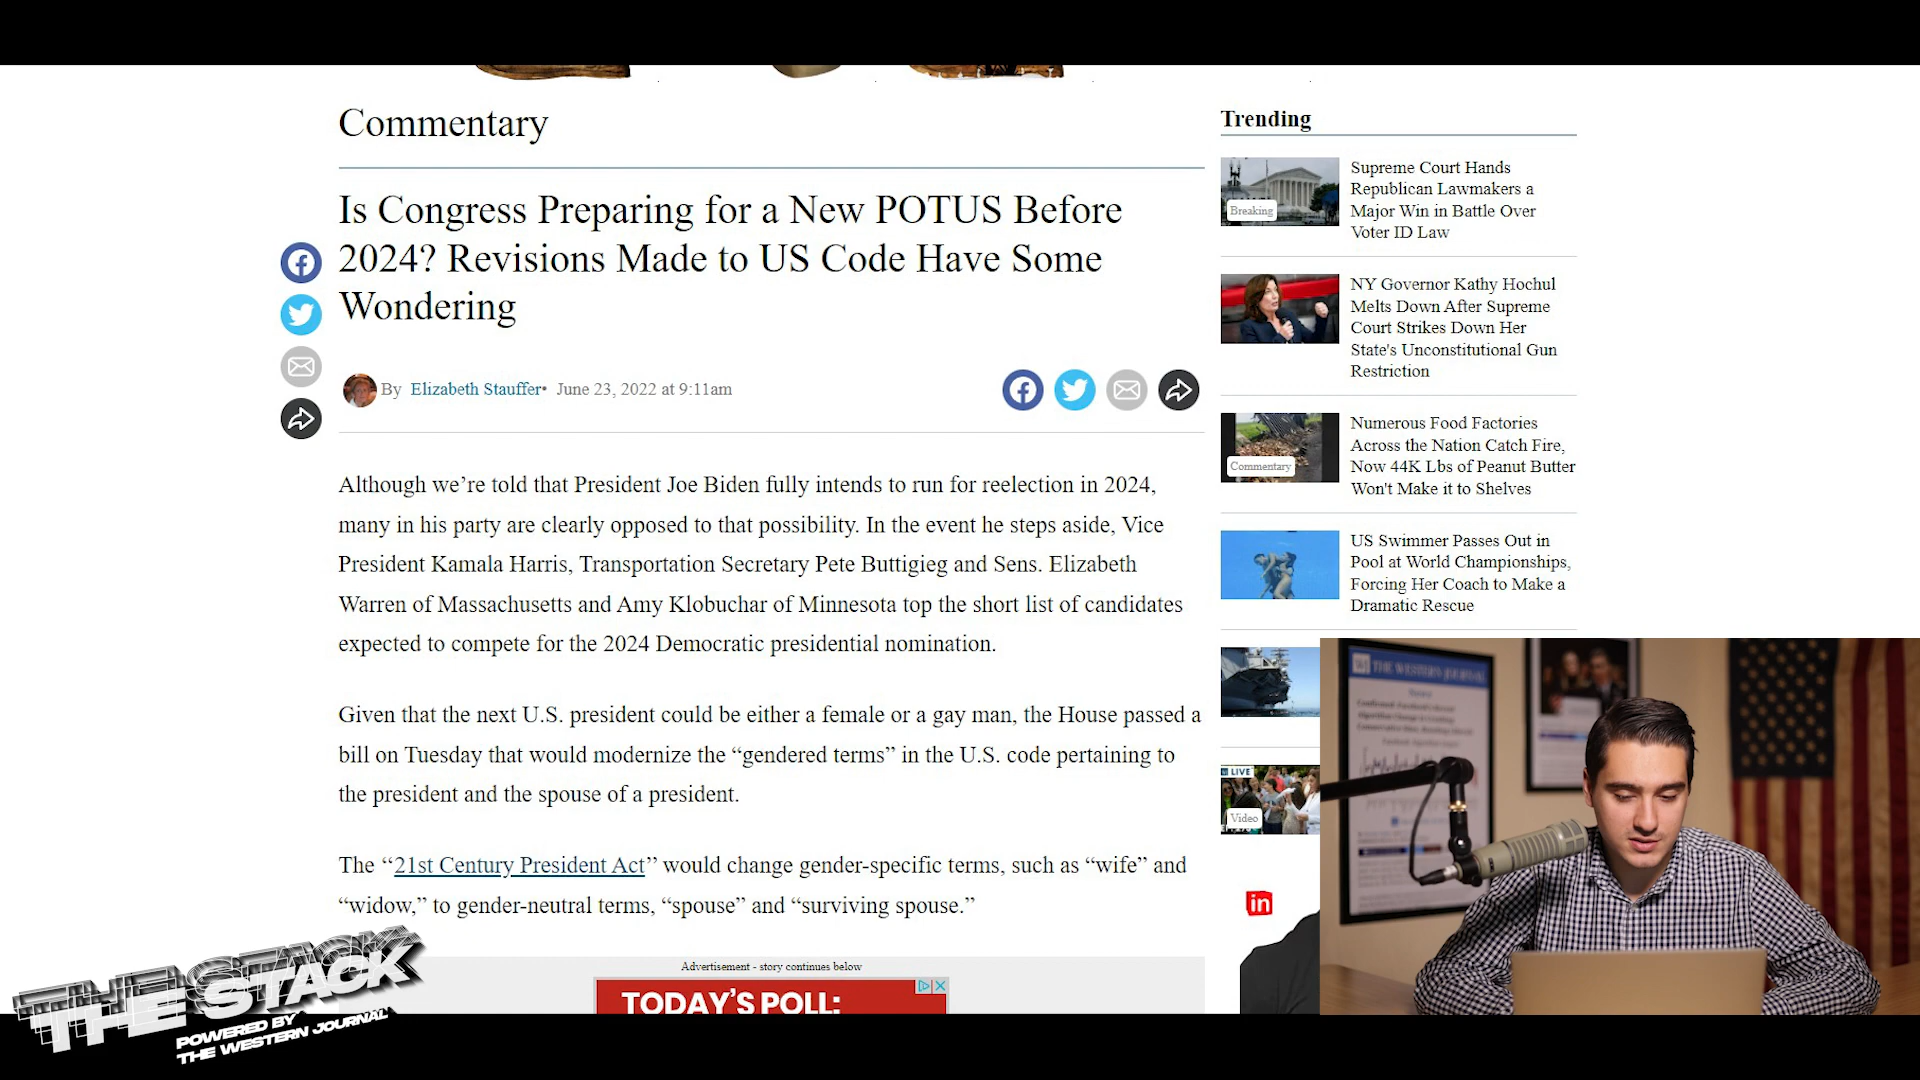 Commentary
Is Congress Preparing for a New POTUS Before
2024? Revisions Made to US Code Have Some
Wondering
By Elizabeth Stauffer• June 23, 2022 at 9:11am
Although we’re told that President Joe Biden fully intends to run for reelection in 2024,
many in his party are clearly opposed to that possibility. In the event he steps aside, Vice
President Kamala Harris, Transportation Secretary Pete Buttigieg and Sens. Elizabeth
Warren of Massachusetts and Amy Klobuchar of Minnesota top the short list of candidates
expected to compete for the 2024 Democratic presidential nomination.
Given that the next U.S. president could be either a female or a gay man, the House passed a
bill on Tuesday that would modernize the “gendered terms” in the U.S. code pertaining to
the president and the spouse of a president.
The “21st Century President Act” would change gender-specific terms, such as “wife” and
“widow,” to gender-neutral terms, “spouse” and “surviving spouse.”
Advertisement - story continues below
TODAY’S POLL:
Trending
Breaking
Supreme Court Hands
Republican Lawmakers a
Major Win in Battle Over
Voter ID Law
NY Governor Kathy Hochul
Melts Down After Supreme
Court Strikes Down Her
State's Unconstitutional Gun
Restriction
Commentary
Numerous Food Factories
Across the Nation Catch Fire,
Now 44K Lbs of Peanut Butter
Won't Make it to Shelves
US Swimmer Passes Out in
Pool at World Championships,
Forcing Her Coach to Make a
Dramatic Rescue
LIVE
Video
in
THE WESTERN JOURNAL
THE STACK
POWERED BY
THE WESTERN JOURNAL